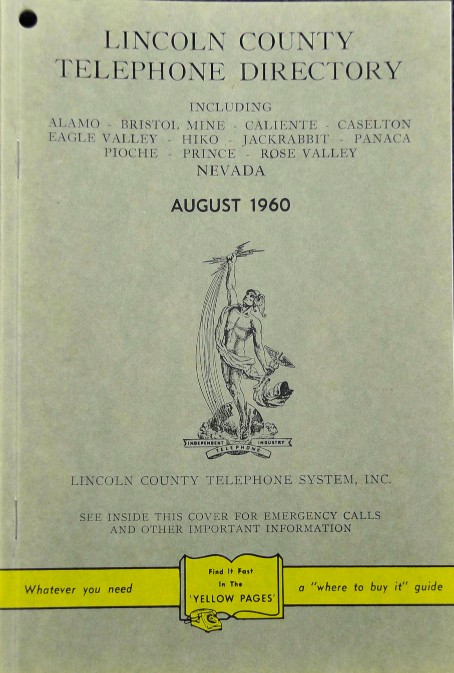 LINCOLN COUNTY
TELEPHONE DIRECTORY
INCLUDING
ALAMO - BRISTOL MINE - CALIENTE - CASELTON
EAGLE VALLEY - HIKO - JACKRABBIT - PANACA
PIOCHE - PRINCE - ROSE VALLEY
NEVADA
AUGUST 1960
INDEPENDENT INDUSTRY
TELEPHONE
LINCOLN COUNTY TELEPHONE SYSTEM, INC.
SEE INSIDE THIS COVER FOR EMERGENCY CALLS
AND OTHER IMPORTANT INFORMATION
Whatever you need
Find It Fast
In The
'YELLOW PAGES'
a "where to buy it" guide